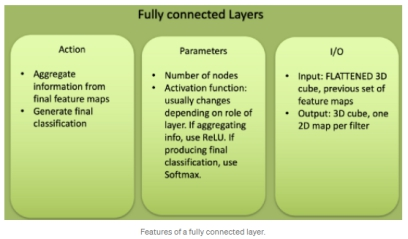 Fully connected Layers
Action
• Aggregate
information from
final feature maps
• Generate final
classification
Parameters
• Number of nodes
• Activation function:
usually changes
depending on role of
layer. If aggregating
info, use ReLU. If
producing final
classification, use
Softmax.
I/O
• Input: FLATTENED 3D
cube, previous set of
feature maps
• Output: 3D cube, one
2D map per filter
Features of a fully connected layer.